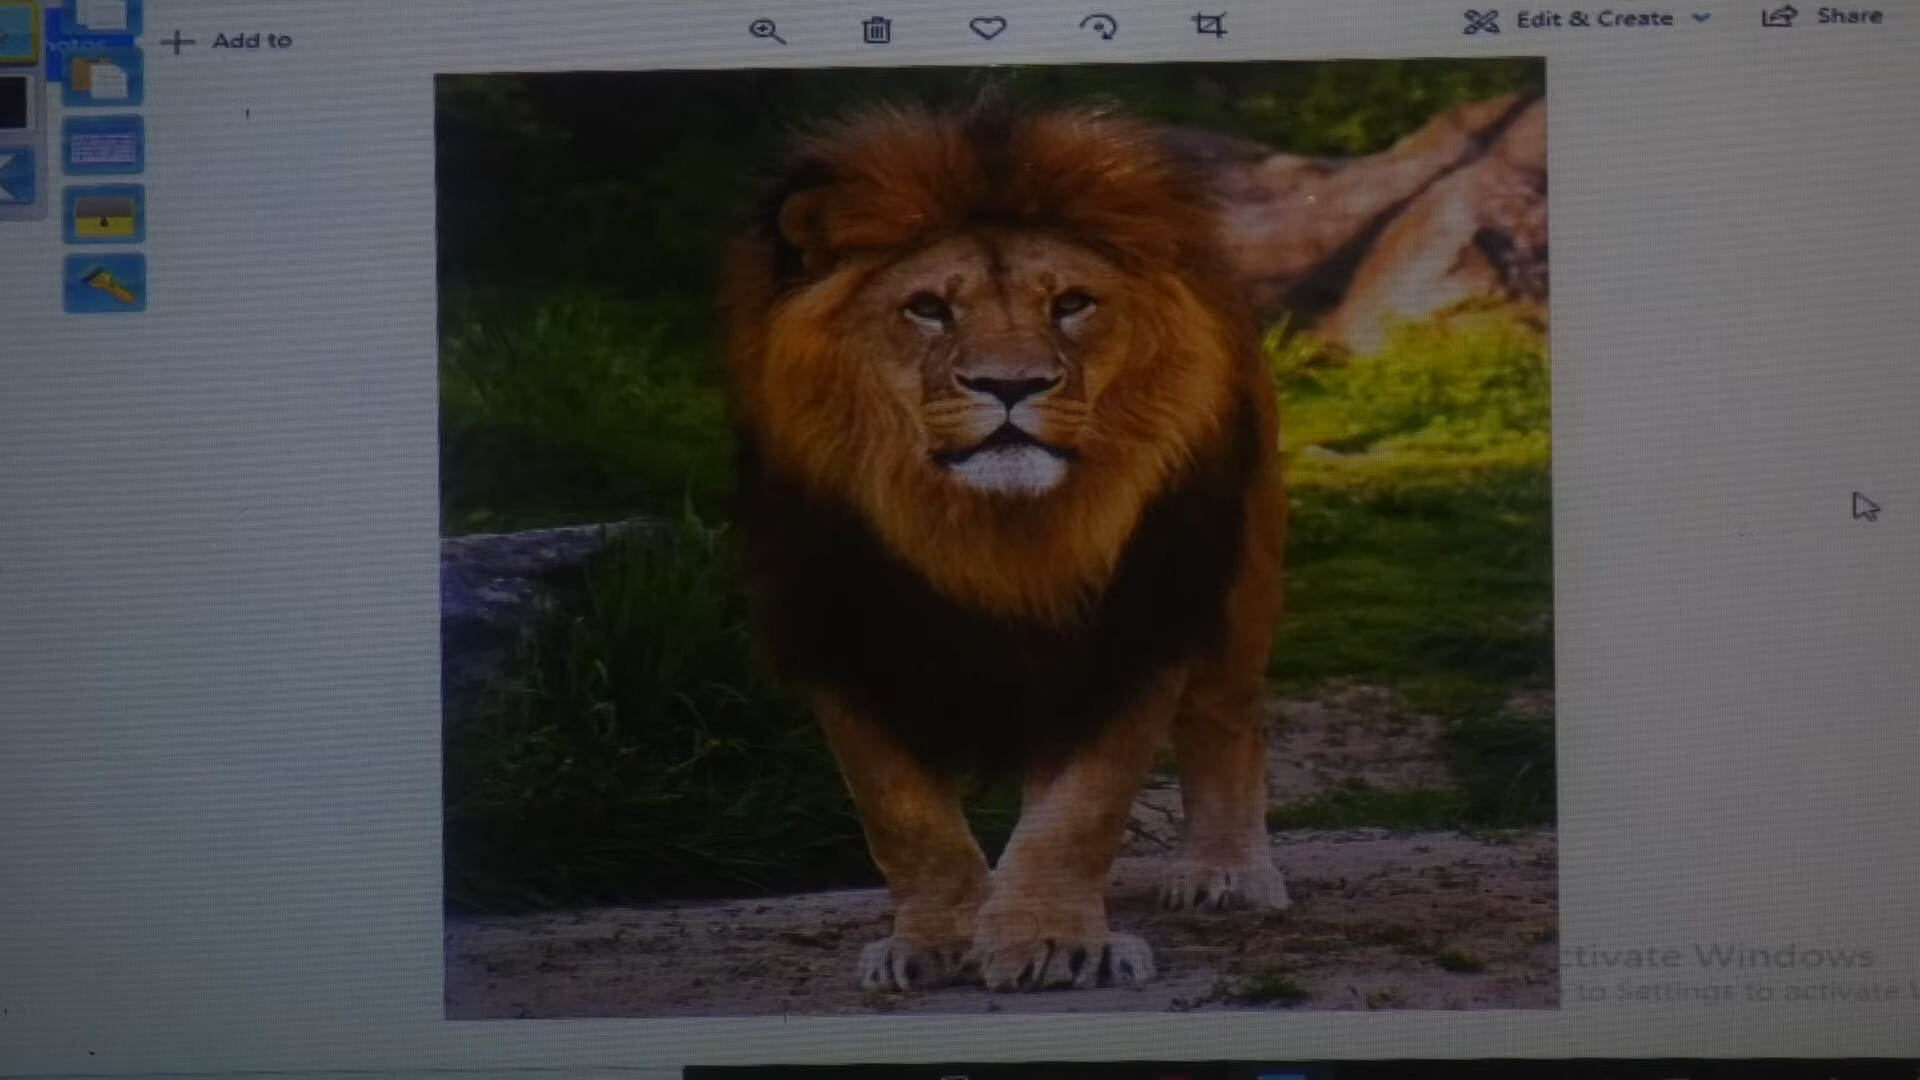 Add to
Edit & Create
Share
Activate Windows
to Settings to activate